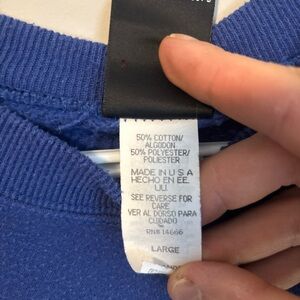 50% COTTON/
ALGODON
50% POLYESTER/
POLIESTER
MADE IN U S A
HECHO EN EE.
UU.
SEE REVERSE FOR
CARE
VER AL DORSO PARA
CUIDADO
RN# 14666
LARGE